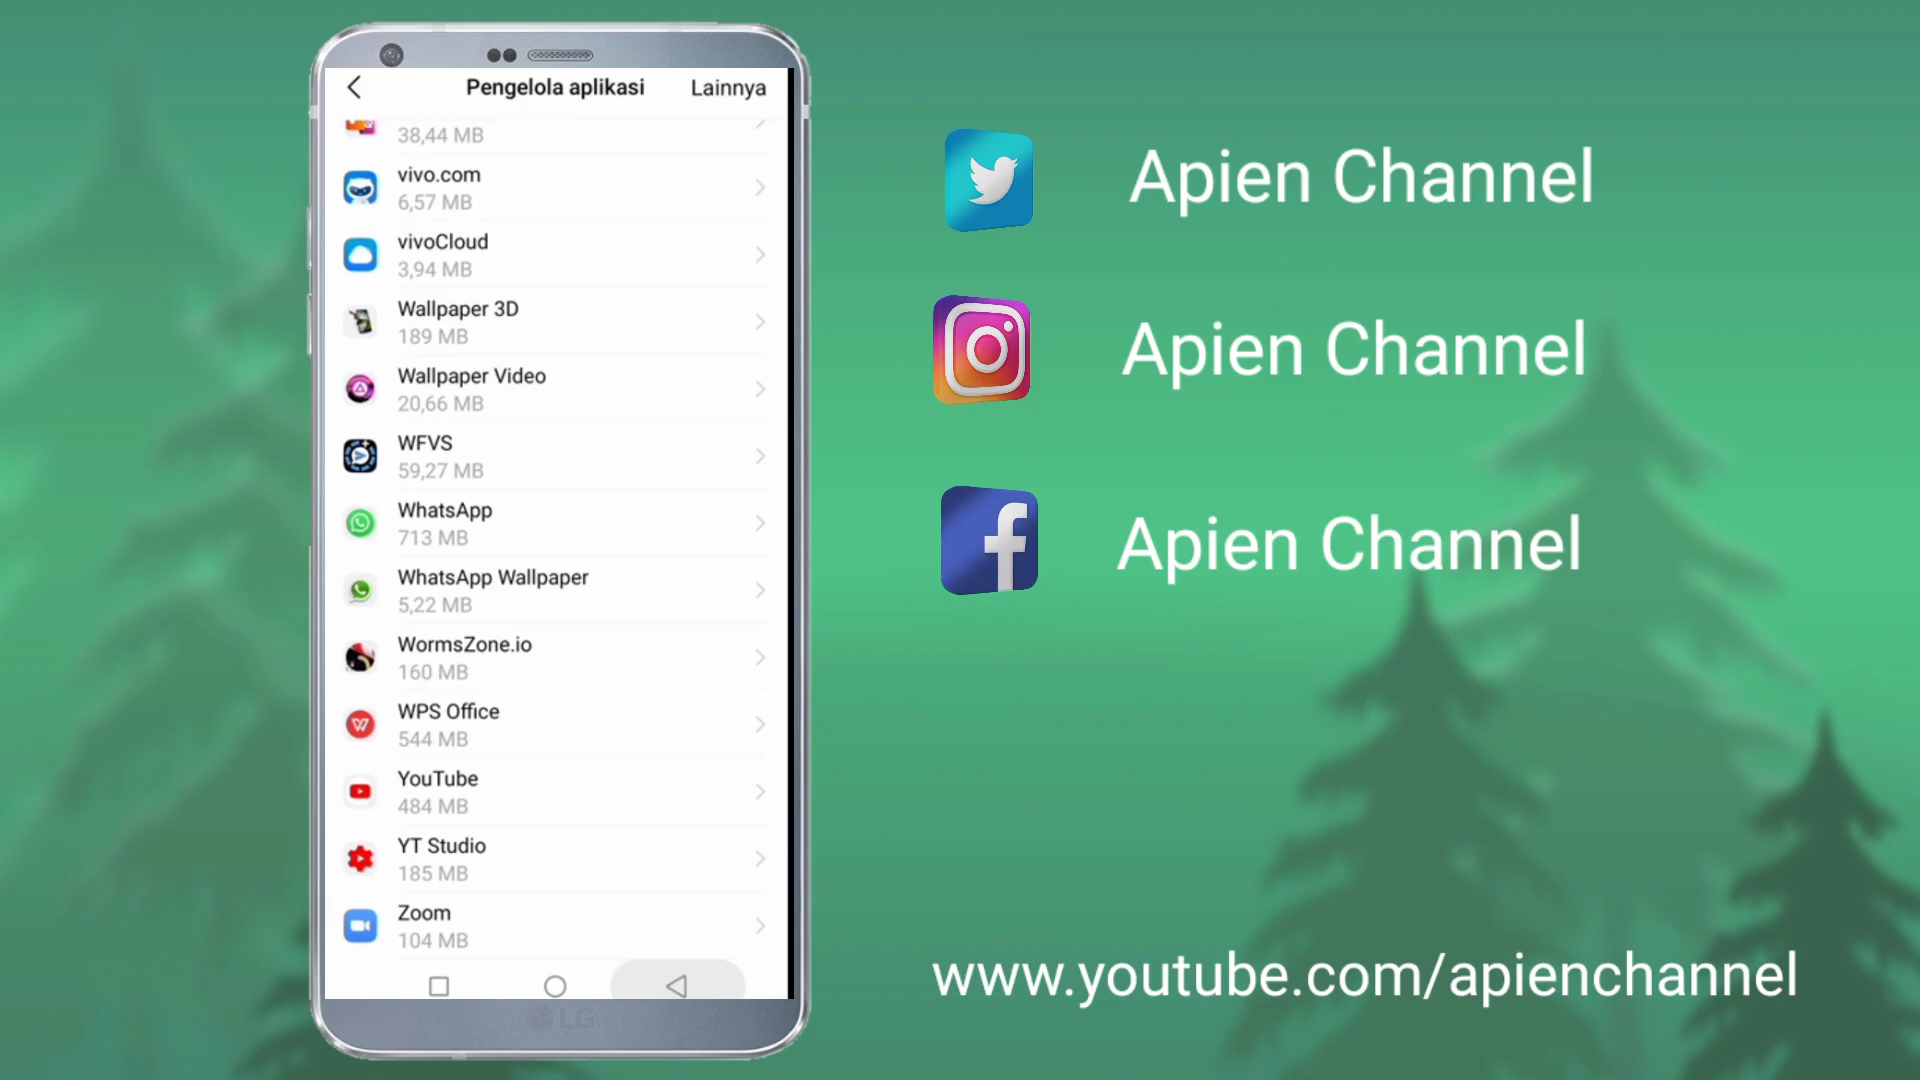 Pengelola aplikasi
Lainnya
38,44 MB
vivo.com
6,57 MB
vivoCloud
3,94 MB
Wallpaper 3D
189 MB
Wallpaper Video
20,66 MB
WFVS
59,27 MB
WhatsApp
713 MB
WhatsApp Wallpaper
5,22 MB
WormsZone.io
160 MB
WPS Office
544 MB
YouTube
484 MB
YT Studio
185 MB
Zoom
104 MB
LG
Apien Channel
Apien Channel
Apien Channel
www.youtube.com/apienchannel